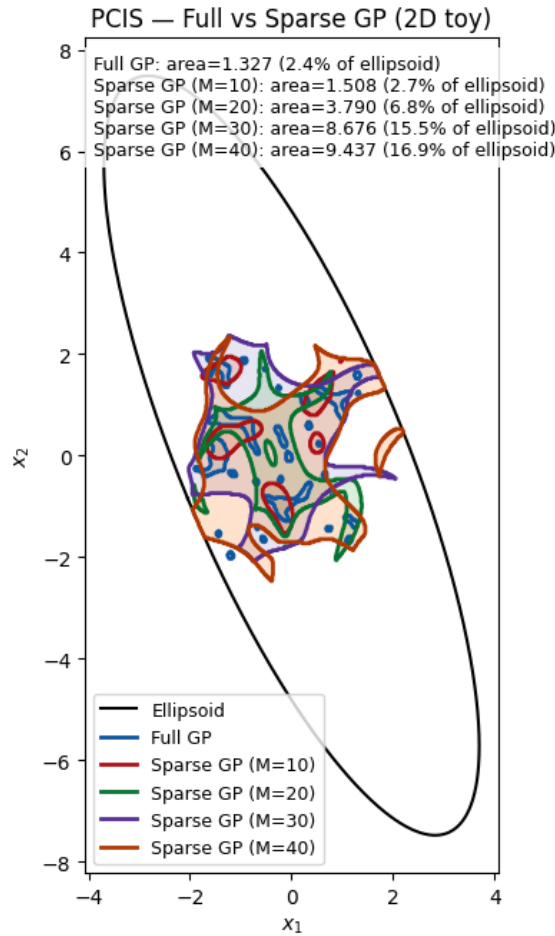 PCIS — Full vs Sparse GP (2D toy)
Full GP: area=1.327 (2.4% of ellipsoid)
Sparse GP (M=10): area=1.508 (2.7% of ellipsoid)
Sparse GP (M=20): area=3.790 (6.8% of ellipsoid)
Sparse GP (M=30): area=8.676 (15.5% of ellipsoid)
Sparse GP (M=40): area=9.437 (16.9% of ellipsoid)
8
6
4
2
0
−2
−4
−6
−8
x₂
Ellipsoid
Full GP
Sparse GP (M=10)
Sparse GP (M=20)
Sparse GP (M=30)
Sparse GP (M=40)
−4
−2
0
2
4
x₁